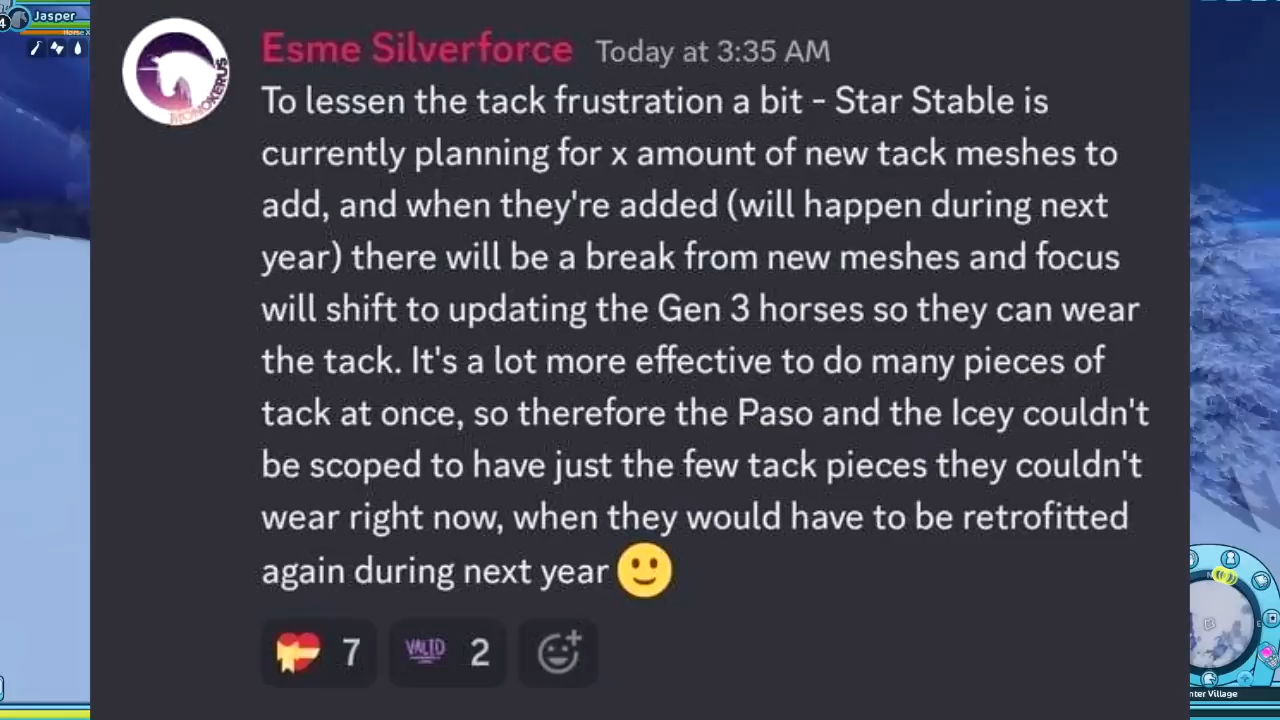 Jasper
Esme Silverforce Today at 3:35 AM
To lessen the tack frustration a bit - Star Stable is
currently planning for x amount of new tack meshes to
add, and when they're added (will happen during next
year) there will be a break from new meshes and focus
will shift to updating the Gen 3 horses so they can wear
the tack. It's a lot more effective to do many pieces of
tack at once, so therefore the Paso and the Icey couldn't
be scoped to have just the few tack pieces they couldn't
wear right now, when they would have to be retrofitted
again during next year
7 VALID 2
nter Village